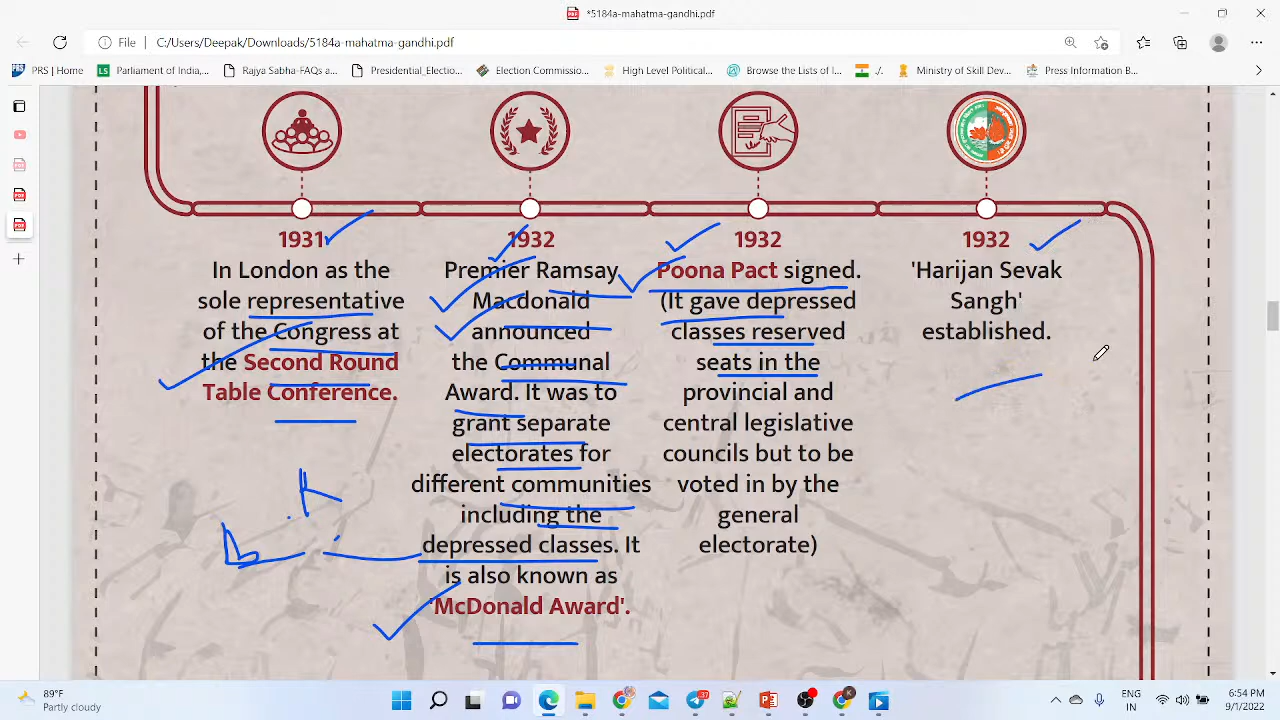 *5184a-mahatma-gandhi.pdf
File C:/Users/Deepak/Downloads/5184a-mahatma-gandhi.pdf
PRS | Home
Parliament of India...
Rajya Sabha-FAQs a...
Presidential_Electio...
Election Commissio...
High Level Political...
Browse the Lists of I...
./.
Ministry of Skill Dev...
Press Information B...
1931
In London as the
sole representative
of the Congress at
the Second Round
Table Conference.
1932
Premier Ramsay
Macdonald
announced
the Communal
Award. It was to
grant separate
electorates for
different communities
including the
depressed classes. It
is also known as
'McDonald Award'.
1932
Poona Pact signed.
(It gave depressed
classes reserved
seats in the
provincial and
central legislative
councils but to be
voted in by the
general
electorate)
1932
'Harijan Sevak
Sangh'
established.
89°F
Partly cloudy
37
K
ENG
IN
6:54 PM
9/1/2022